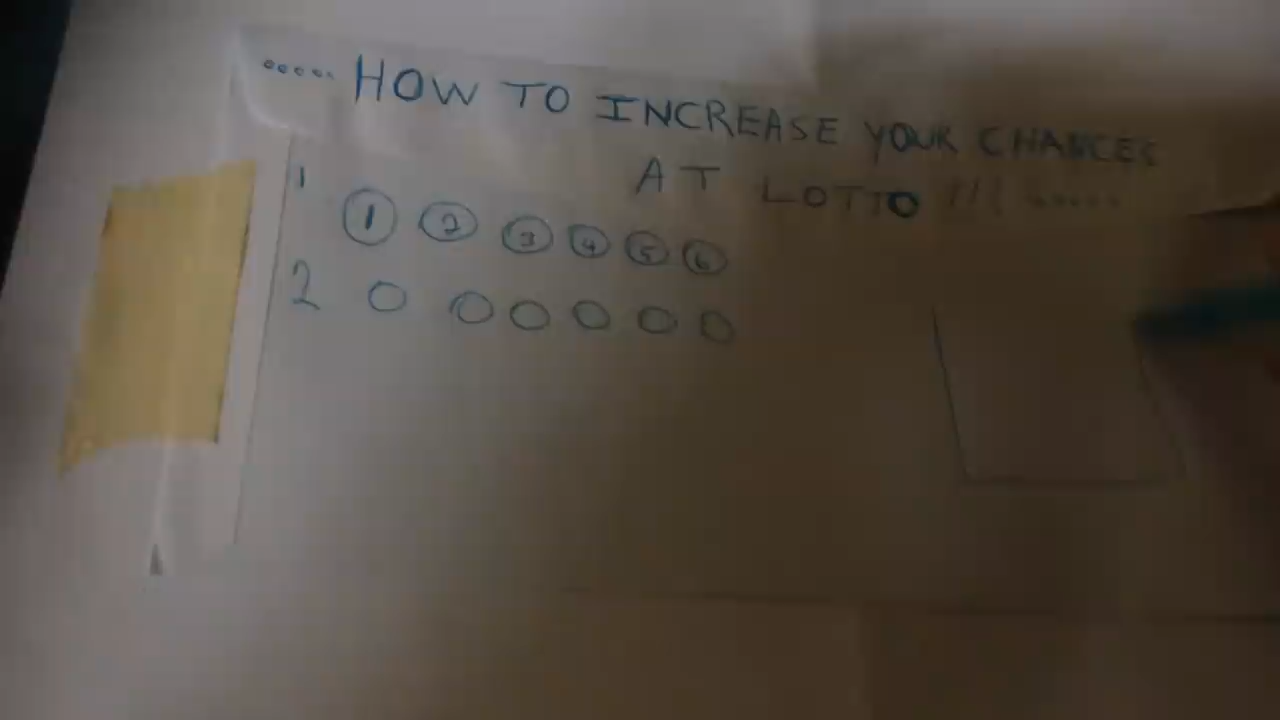 ..... HOW TO INCREASE YOUR CHANCES
AT LOTTO!!! .....
1
1 2 3 4 5 6
2